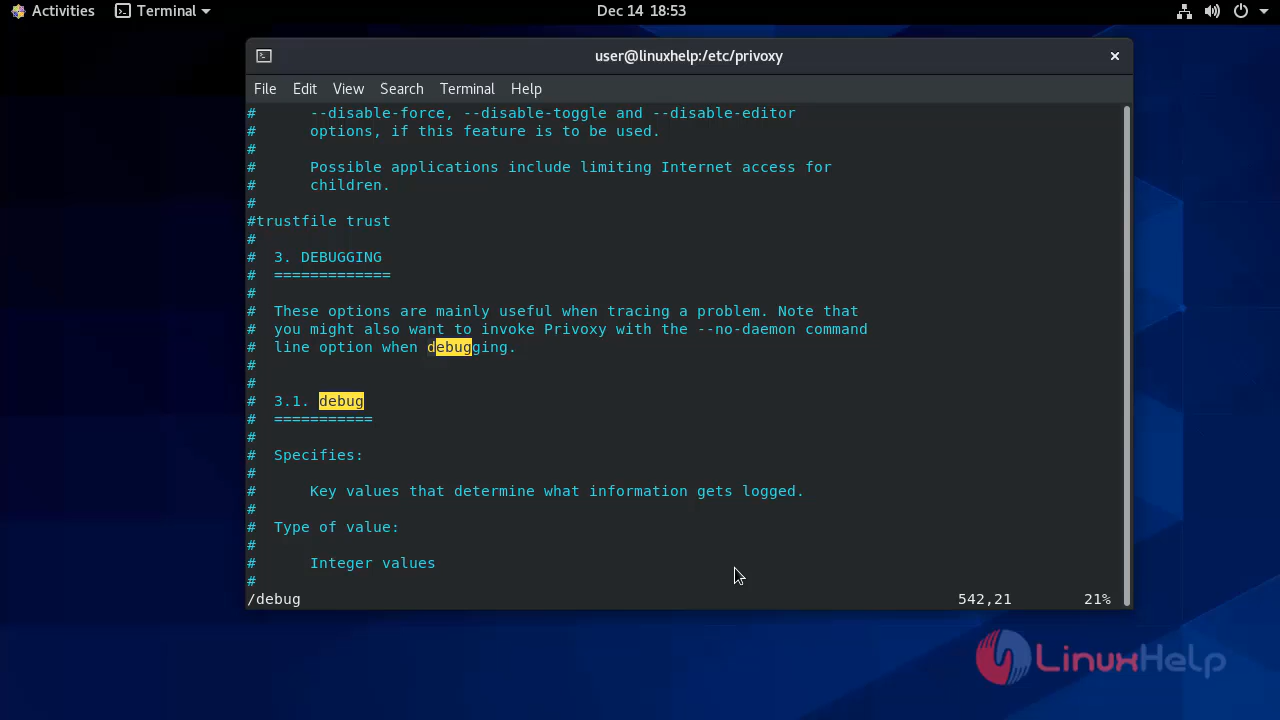 Activities Terminal Dec 14 18:53
user@linuxhelp:/etc/privoxy
File Edit View Search Terminal Help
#      --disable-force, --disable-toggle and --disable-editor
#      options, if this feature is to be used.
#
#      Possible applications include limiting Internet access for
#      children.
#
#trustfile trust
#
#  3. DEBUGGING
#  =============
#
#  These options are mainly useful when tracing a problem. Note that
#  you might also want to invoke Privoxy with the --no-daemon command
#  line option when debugging.
#
#
#  3.1. debug
#  ===========
#
#  Specifies:
#
#      Key values that determine what information gets logged.
#
#  Type of value:
#
#      Integer values
#
/debug 542,21 21%
LinuxHelp